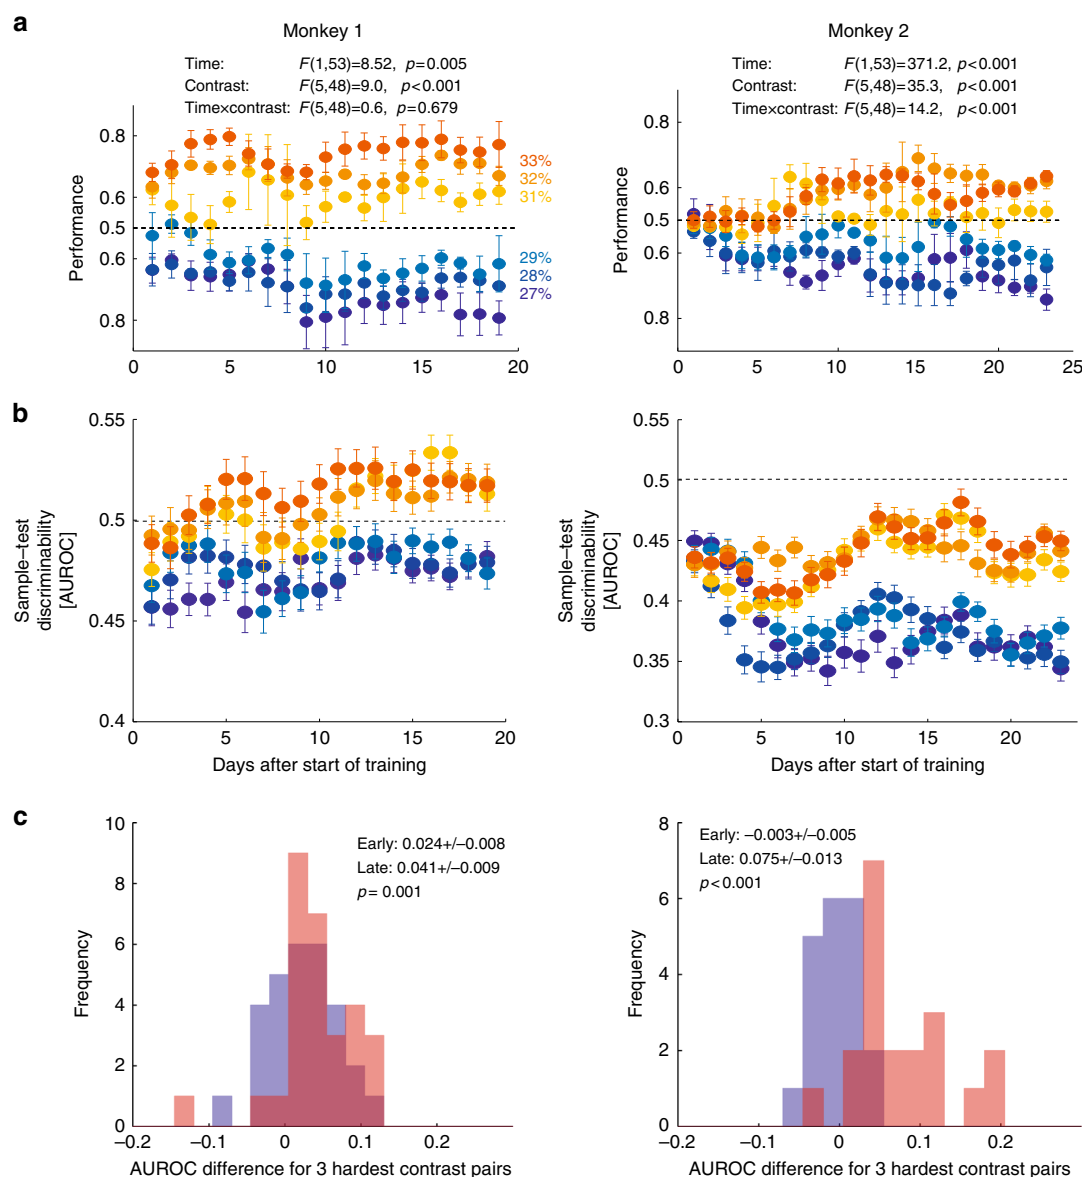 a
Monkey 1
Time: F(1,53)=8.52, p=0.005
Contrast: F(5,48)=9.0, p<0.001
Time×contrast: F(5,48)=0.6, p=0.679
Performance
0.8
0.6
0.5
0.6
0.8
33%
32%
31%
29%
28%
27%
0 5 10 15 20
Monkey 2
Time: F(1,53)=371.2, p<0.001
Contrast: F(5,48)=35.3, p<0.001
Time×contrast: F(5,48)=14.2, p<0.001
Performance
0.8
0.6
0.5
0.6
0.8
0 5 10 15 20 25
b
Sample–test
discriminability
[AUROC]
0.55
0.5
0.45
0.4
0 5 10 15 20
Days after start of training
Sample–test
discriminability
[AUROC]
0.55
0.5
0.45
0.4
0.35
0.3
0 5 10 15 20
Days after start of training
c
Frequency
10
8
6
4
2
0
Early: 0.024+/–0.008
Late: 0.041+/–0.009
p= 0.001
–0.2 –0.1 0 0.1 0.2
AUROC difference for 3 hardest contrast pairs
Frequency
8
6
4
2
0
Early: –0.003+/–0.005
Late: 0.075+/–0.013
p<0.001
–0.2 –0.1 0 0.1 0.2
AUROC difference for 3 hardest contrast pairs